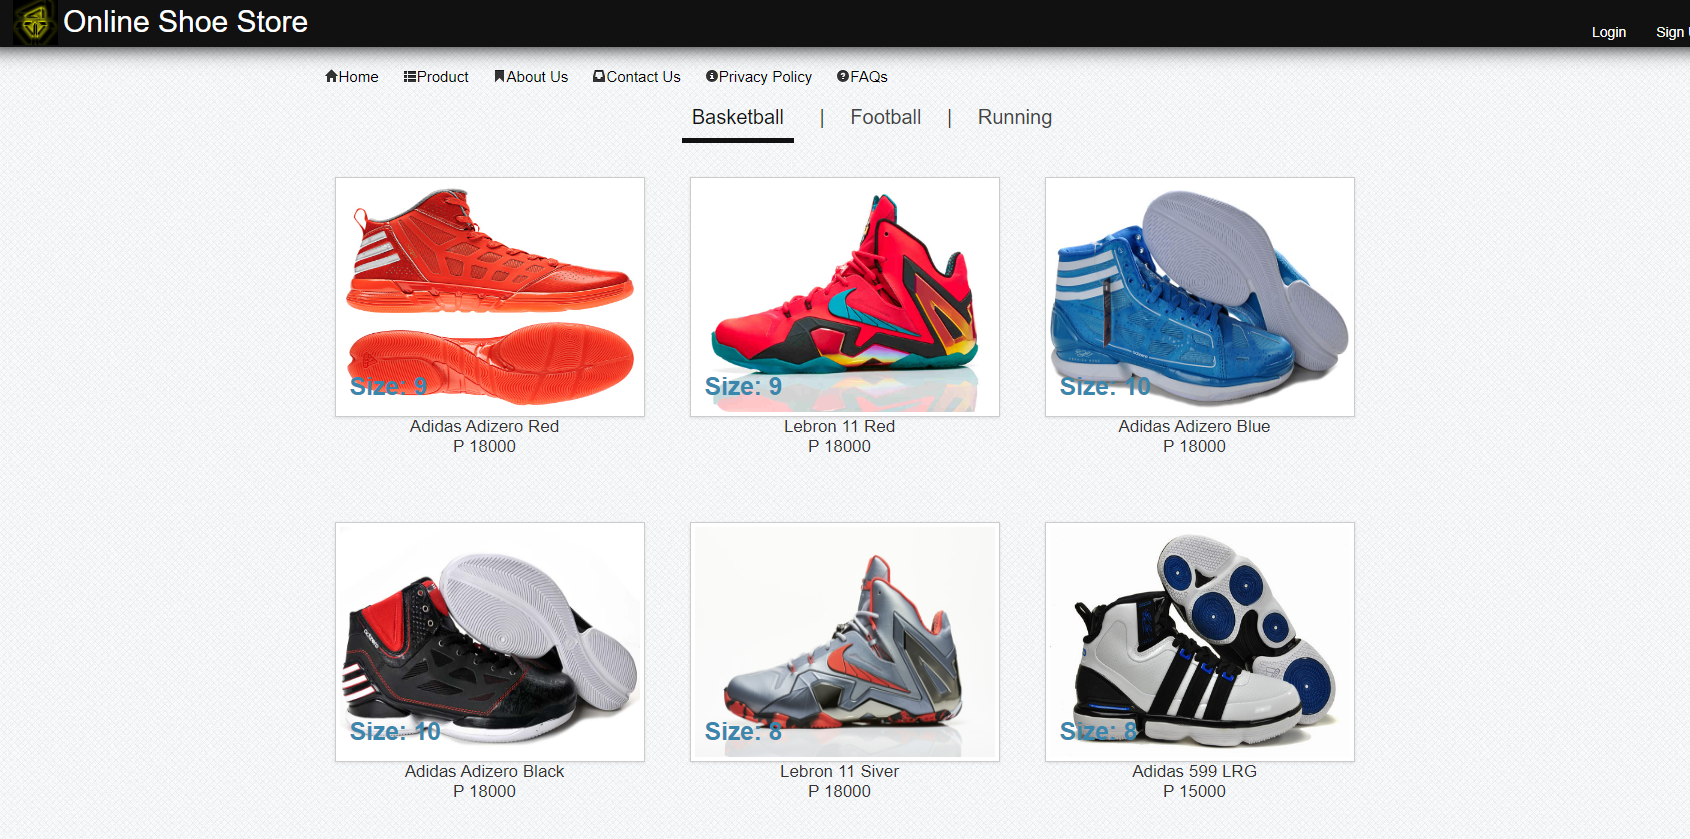 Online Shoe Store
Login Sign
Home Product About Us Contact Us Privacy Policy FAQs
Basketball | Football | Running
Size: 9 Size: 9 Size: 10
Adidas Adizero Red Lebron 11 Red Adidas Adizero Blue
P 18000 P 18000 P 18000
Size: 10 Size: 8 Size: 8
Adidas Adizero Black Lebron 11 Siver Adidas 599 LRG
P 18000 P 18000 P 15000